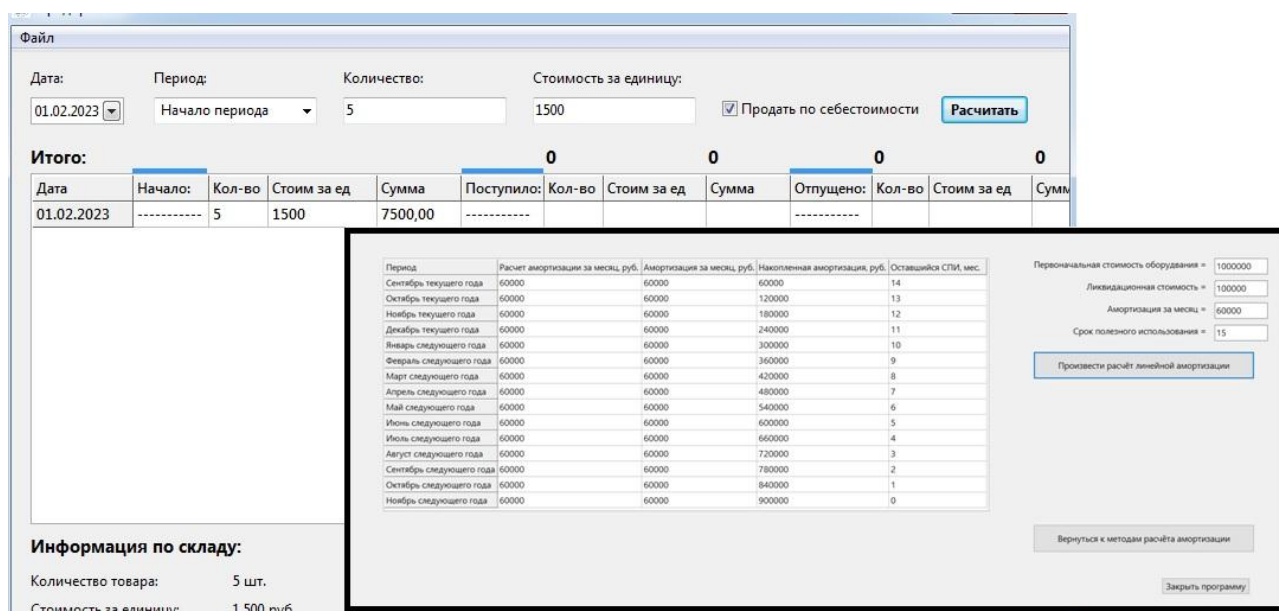 Файл
Дата: Период: Количество: Стоимость за единицу:
01.02.2023 Начало периода 5 1500 Продать по себестоимости Расчитать
Итого: 0 0 0 0
Дата Начало: Кол-во Стоим за ед Сумма Поступило: Кол-во Стоим за ед Сумма Отпущено: Кол-во Стоим за ед Сумм
01.02.2023 ----------- 5 1500 7500,00 ----------- -----------
Информация по складу:
Количество товара: 5 шт.
Стоимость за единицу: 1 500 руб
Период Расчет амортизации за месяц, руб. Амортизация за месяц, руб. Накопленная амортизация, руб. Оставшийся СПИ, мес.
Сентябрь текущего года 60000 60000 60000 14
Октябрь текущего года 60000 60000 120000 13
Ноябрь текущего года 60000 60000 180000 12
Декабрь текущего года 60000 60000 240000 11
Январь следующего года 60000 60000 300000 10
Февраль следующего года 60000 60000 360000 9
Март следующего года 60000 60000 420000 8
Апрель следующего года 60000 60000 480000 7
Май следующего года 60000 60000 540000 6
Июнь следующего года 60000 60000 600000 5
Июль следующего года 60000 60000 660000 4
Август следующего года 60000 60000 720000 3
Сентябрь следующего года 60000 60000 780000 2
Октябрь следующего года 60000 60000 840000 1
Ноябрь следующего года 60000 60000 900000 0
Первоначальная стоимость оборудвания = 1000000
Ликвидационная стоимость = 100000
Амортизация за месяц = 60000
Срок полезного использования = 15
Произвести расчёт линейной амортизации
Вернуться к методам расчёта амортизации
Закрыть программу